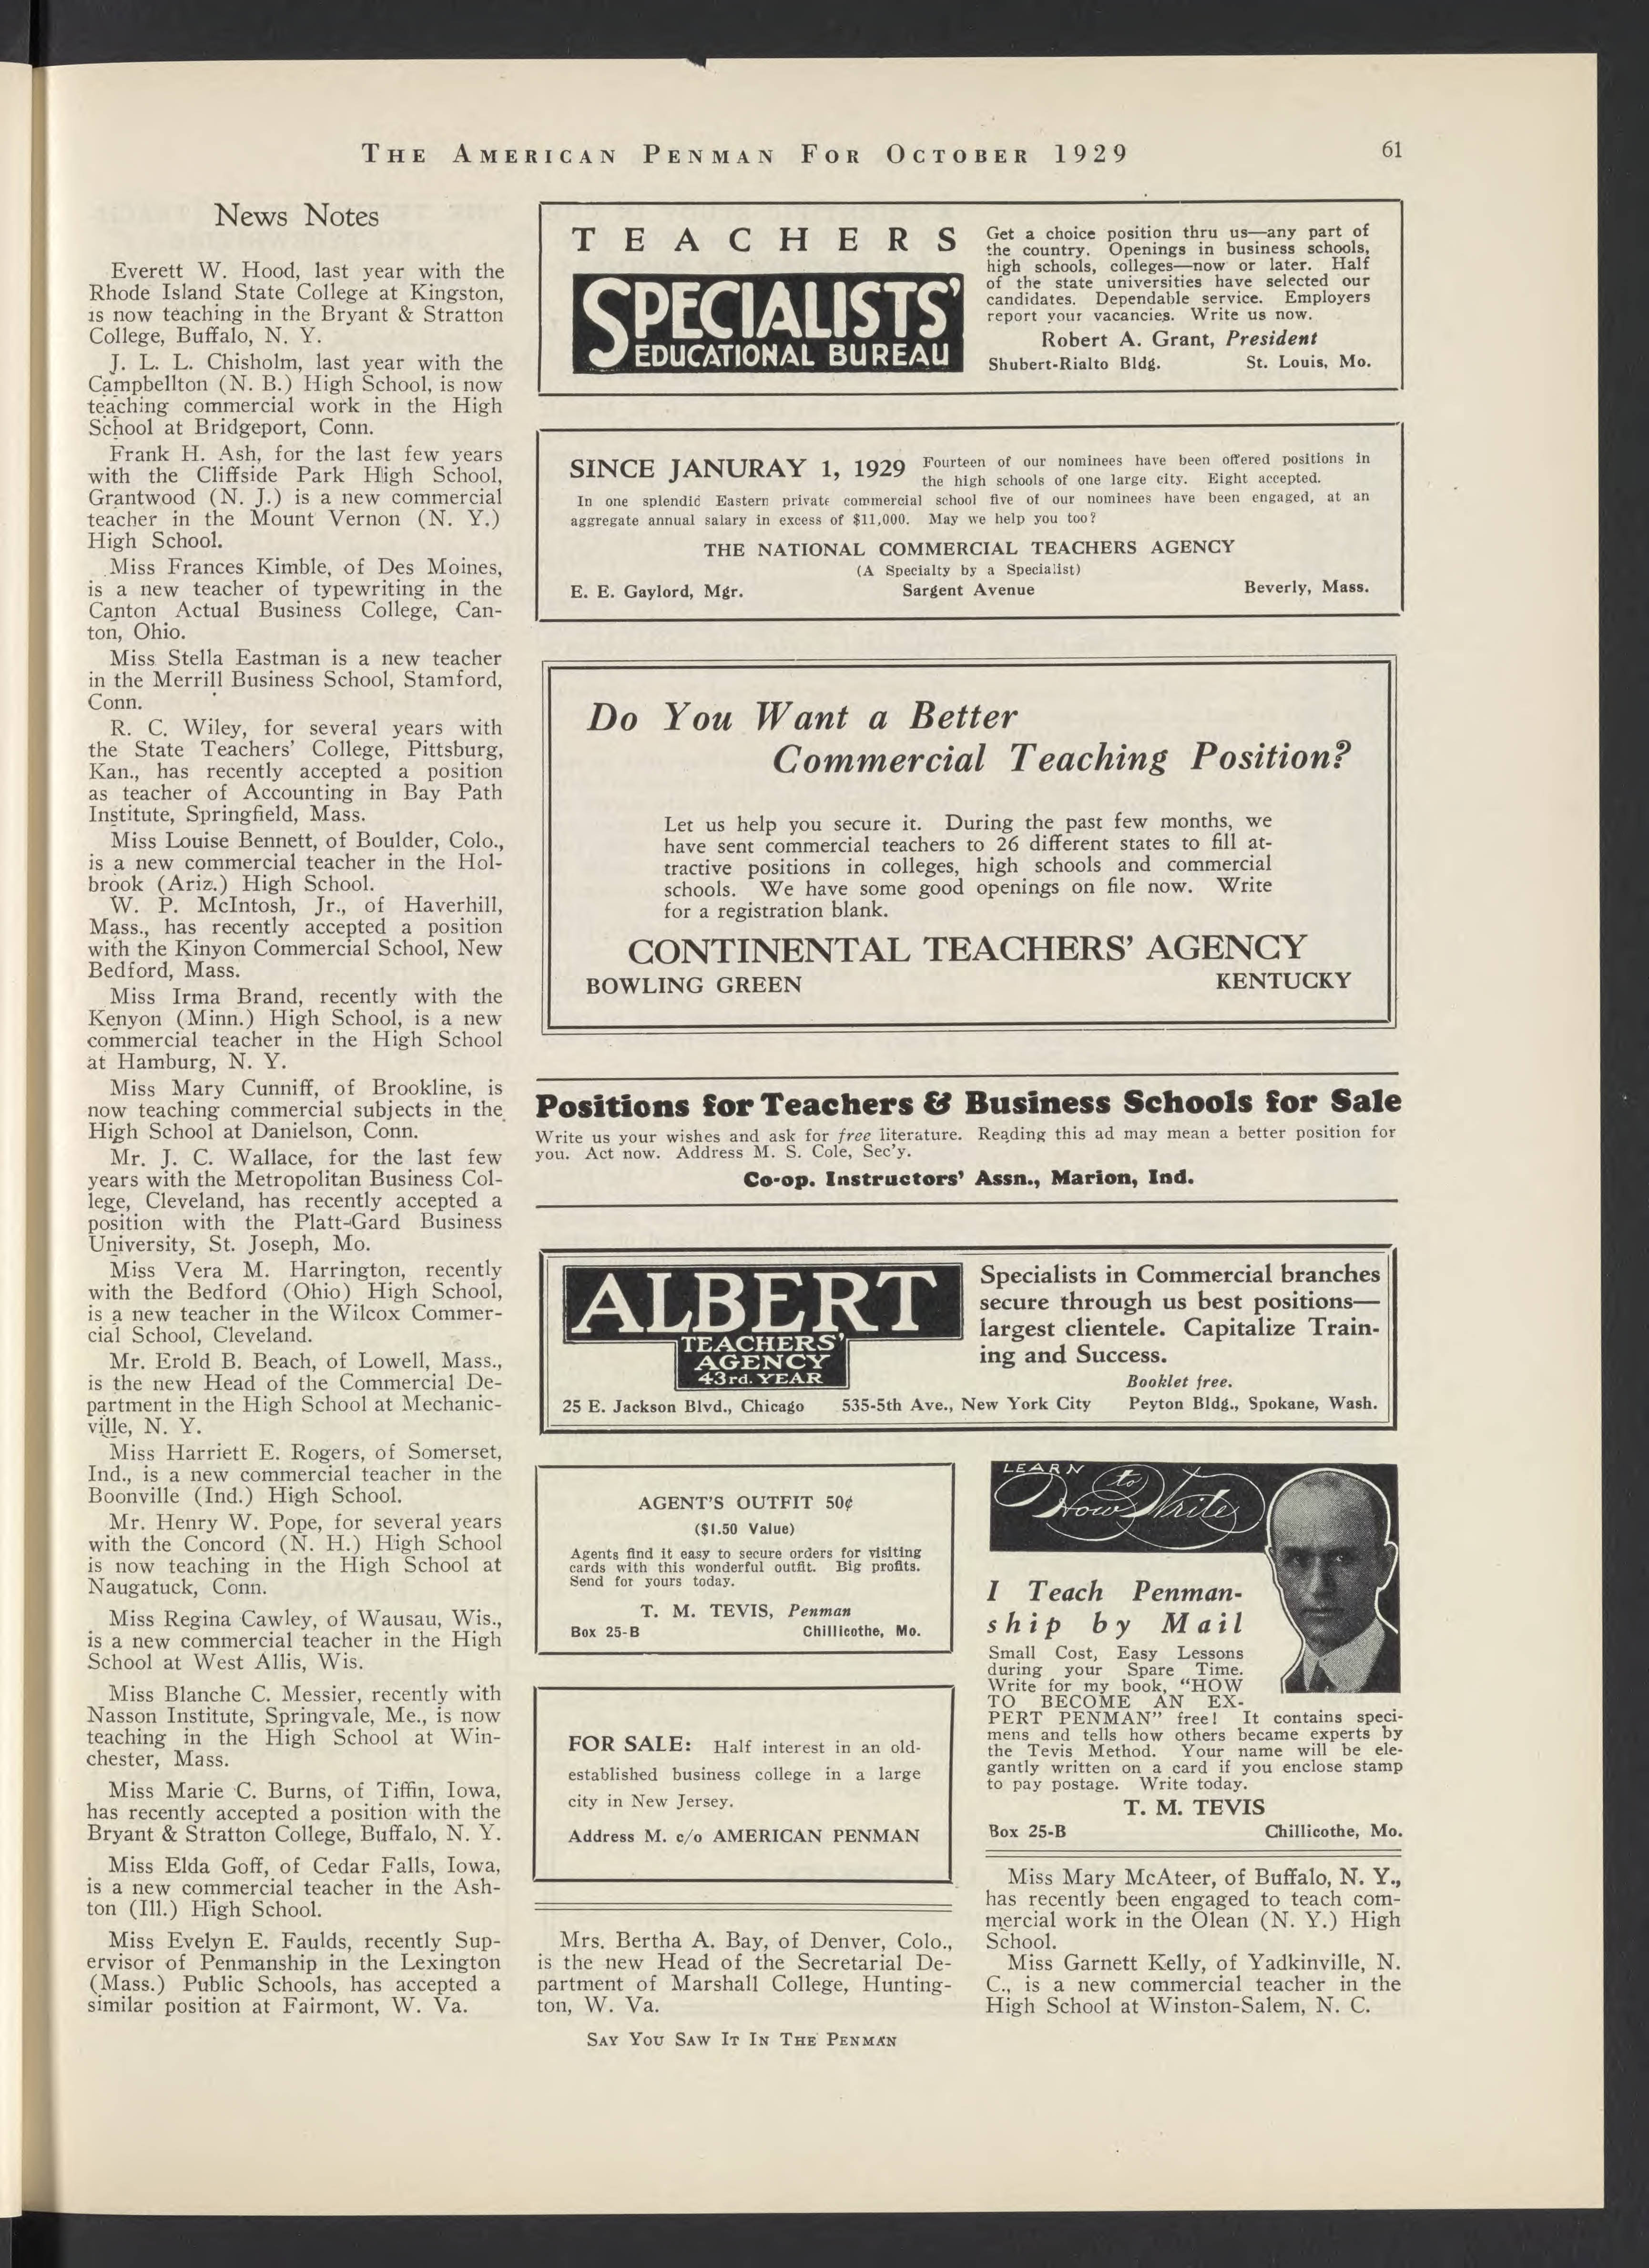 THE AMERICAN PENMAN FOR OCTOBER 1929
61
News Notes
Everett W. Hood, last year with the
Rhode Island State College at Kingston,
is now teaching in the Bryant & Stratton
College, Buffalo, N. Y.
J. L. L. Chisholm, last year with the
Campbellton (N. B.) High School, is now
teaching commercial work in the High
School at Bridgeport, Conn.
Frank H. Ash, for the last few years
with the Cliffside Park High School,
Grantwood (N. J.) is a new commercial
teacher in the Mount Vernon (N. Y.)
High School.
Miss Frances Kimble, of Des Moines,
is a new teacher of typewriting in the
Canton Actual Business College, Can-
ton, Ohio.
Miss Stella Eastman is a new teacher
in the Merrill Business School, Stamford,
Conn.
R. C. Wiley, for several years with
the State Teachers' College, Pittsburg,
Kan., has recently accepted a position
as teacher of Accounting in Bay Path
Institute, Springfield, Mass.
Miss Louise Bennett, of Boulder, Colo.,
is a new commercial teacher in the Hol-
brook (Ariz.) High School.
W. P. McIntosh, Jr., of Haverhill,
Mass., has recently accepted a position
with the Kinyon Commercial School, New
Bedford, Mass.
Miss Irma Brand, recently with the
Kenyon (Minn.) High School, is a new
commercial teacher in the High School
at Hamburg, N. Y.
Miss Mary Cunniff, of Brookline, is
now teaching commercial subjects in the
High School at Danielson, Conn.
Mr. J. C. Wallace, for the last few
years with the Metropolitan Business Col-
lege, Cleveland, has recently accepted a
position with the Platt-Gard Business
University, St. Joseph, Mo.
Miss Vera M. Harrington, recently
with the Bedford (Ohio) High School,
is a new teacher in the Wilcox Commer-
cial School, Cleveland.
Mr. Erold B. Beach, of Lowell, Mass.,
is the new Head of the Commercial De-
partment in the High School at Mechanic-
ville, N. Y.
Miss Harriett E. Rogers, of Somerset,
Ind., is a new commercial teacher in the
Boonville (Ind.) High School.
Mr. Henry W. Pope, for several years
with the Concord (N. H.) High School
is now teaching in the High School at
Naugatuck, Conn.
Miss Regina Cawley, of Wausau, Wis.,
is a new commercial teacher in the High
School at West Allis, Wis.
Miss Blanche C. Messier, recently with
Nasson Institute, Springvale, Me., is now
teaching in the High School at Win-
chester, Mass.
Miss Marie C. Burns, of Tiffin, Iowa,
has recently accepted a position with the
Bryant & Stratton College, Buffalo, N. Y.
Miss Elda Goff, of Cedar Falls, Iowa,
is a new commercial teacher in the Ash-
ton (Ill.) High School.
Miss Evelyn E. Faulds, recently Sup-
ervisor of Penmanship in the Lexington
(Mass.) Public Schools, has accepted a
similar position at Fairmont, W. Va.
TEACHERS
SPECIALISTS'
EDUCATIONAL BUREAU
Get a choice position thru us—any part of
the country. Openings in business schools,
high schools, colleges—now or later. Half
of the state universities have selected our
candidates. Dependable service. Employers
report your vacancies. Write us now.
Robert A. Grant, President
Shubert-Rialto Bldg. St. Louis, Mo.
SINCE JANURAY 1, 1929 Fourteen of our nominees have been offered positions in
the high schools of one large city. Eight accepted.
In one splendid Eastern private commercial school five of our nominees have been engaged, at an
aggregate annual salary in excess of $11,000. May we help you too?
THE NATIONAL COMMERCIAL TEACHERS AGENCY
(A Specialty by a Specialist)
E. E. Gaylord, Mgr. Sargent Avenue Beverly, Mass.
Do You Want a Better
Commercial Teaching Position?
Let us help you secure it. During the past few months, we
have sent commercial teachers to 26 different states to fill at-
tractive positions in colleges, high schools and commercial
schools. We have some good openings on file now. Write
for a registration blank.
CONTINENTAL TEACHERS' AGENCY
BOWLING GREEN KENTUCKY
Positions for Teachers & Business Schools for Sale
Write us your wishes and ask for free literature. Reading this ad may mean a better position for
you. Act now. Address M. S. Cole, Sec'y.
Co-op. Instructors' Assn., Marion, Ind.
ALBERT
TEACHERS'
AGENCY
43rd. YEAR
Specialists in Commercial branches
secure through us best positions—
largest clientele. Capitalize Train-
ing and Success.
Booklet free.
25 E. Jackson Blvd., Chicago 535-5th Ave., New York City Peyton Bldg., Spokane, Wash.
AGENT'S OUTFIT 50¢
($1.50 Value)
Agents find it easy to secure orders for visiting
cards with this wonderful outfit. Big profits.
Send for yours today.
T. M. TEVIS, Penman
Box 25-B Chillicothe, Mo.
FOR SALE: Half interest in an old-
established business college in a large
city in New Jersey.
Address M. c/o AMERICAN PENMAN
Mrs. Bertha A. Bay, of Denver, Colo.,
is the new Head of the Secretarial De-
partment of Marshall College, Hunting-
ton, W. Va.
LEARN
How to Write
I Teach Penman-
ship by Mail
Small Cost, Easy Lessons
during your Spare Time.
Write for my book, "HOW
TO BECOME AN EX-
PERT PENMAN" free! It contains speci-
mens and tells how others became experts by
the Tevis Method. Your name will be ele-
gantly written on a card if you enclose stamp
to pay postage. Write today.
T. M. TEVIS
Box 25-B Chillicothe, Mo.
Miss Mary McAteer, of Buffalo, N. Y.,
has recently been engaged to teach com-
mercial work in the Olean (N. Y.) High
School.
Miss Garnett Kelly, of Yadkinville, N.
C., is a new commercial teacher in the
High School at Winston-Salem, N. C.
SAY YOU SAW IT IN THE PENMAN